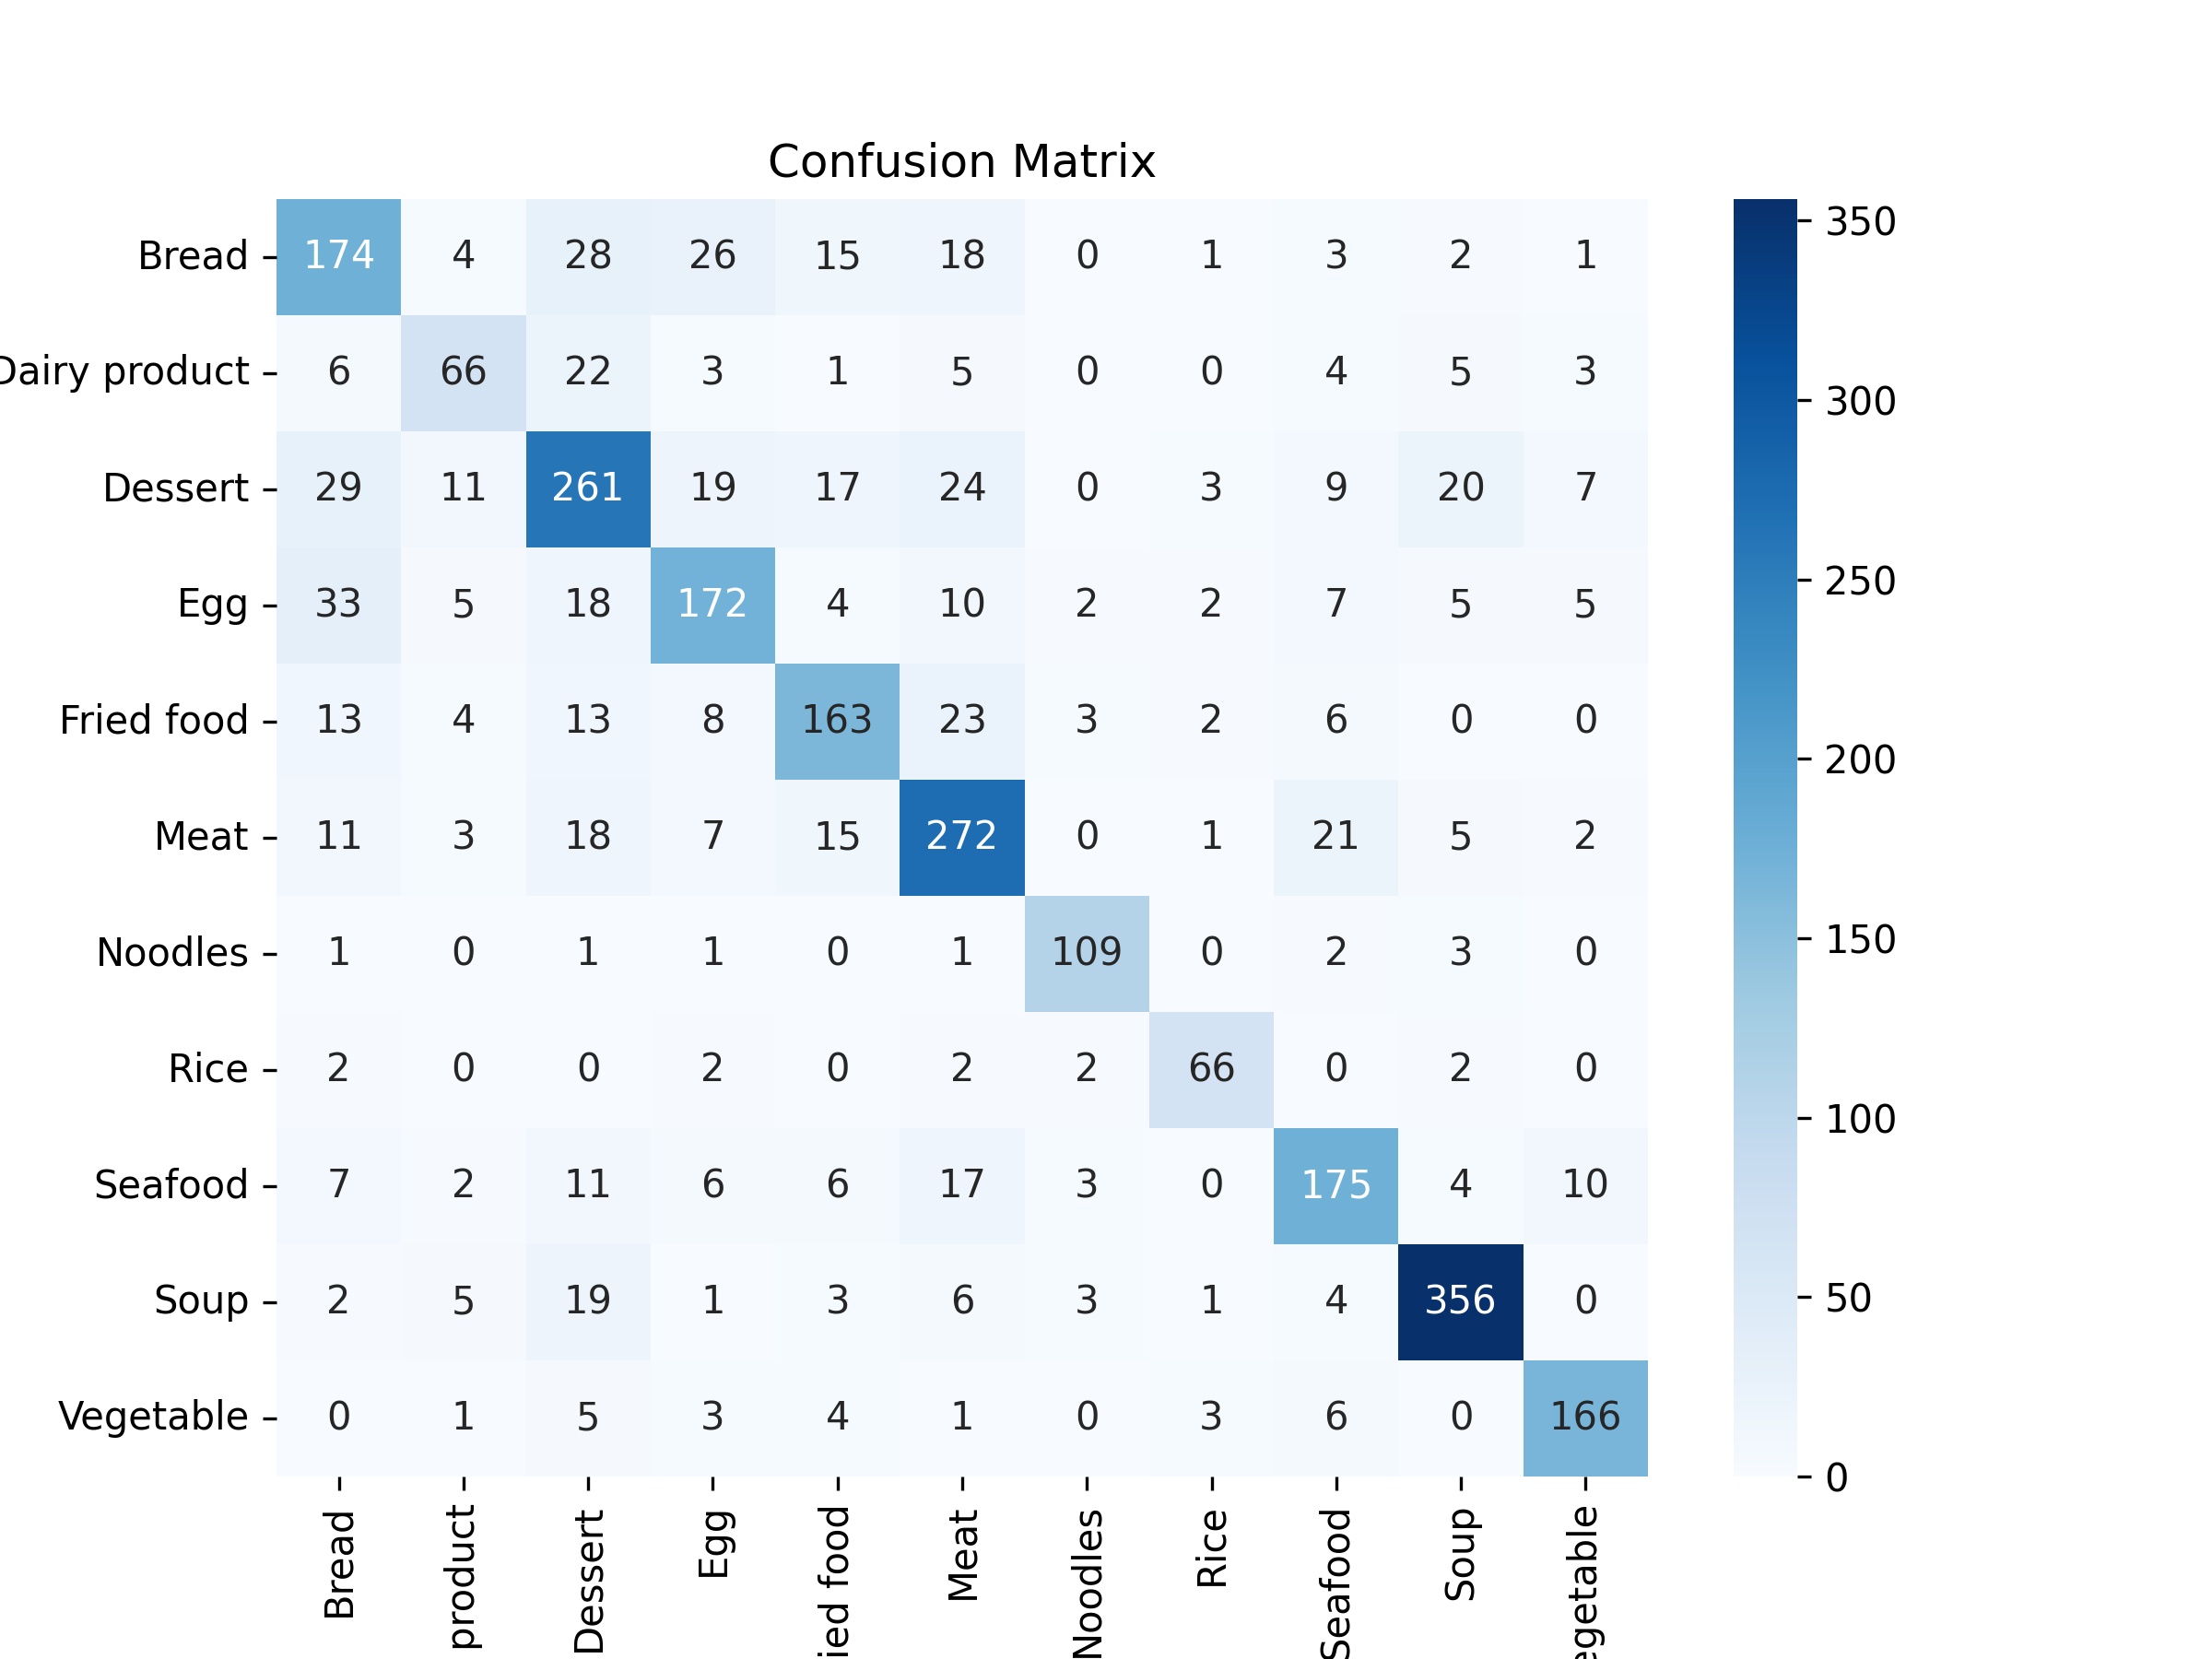 Confusion Matrix
Bread 174 4 28 26 15 18 0 1 3 2 1
Dairy product 6 66 22 3 1 5 0 0 4 5 3
Dessert 29 11 261 19 17 24 0 3 9 20 7
Egg 33 5 18 172 4 10 2 2 7 5 5
Fried food 13 4 13 8 163 23 3 2 6 0 0
Meat 11 3 18 7 15 272 0 1 21 5 2
Noodles 1 0 1 1 0 1 109 0 2 3 0
Rice 2 0 0 2 0 2 2 66 0 2 0
Seafood 7 2 11 6 6 17 3 0 175 4 10
Soup 2 5 19 1 3 6 3 1 4 356 0
Vegetable 0 1 5 3 4 1 0 3 6 0 166
Bread
product
Dessert
Egg
ied food
Meat
Noodles
Rice
Seafood
Soup
egetable
350
300
250
200
150
100
50
0